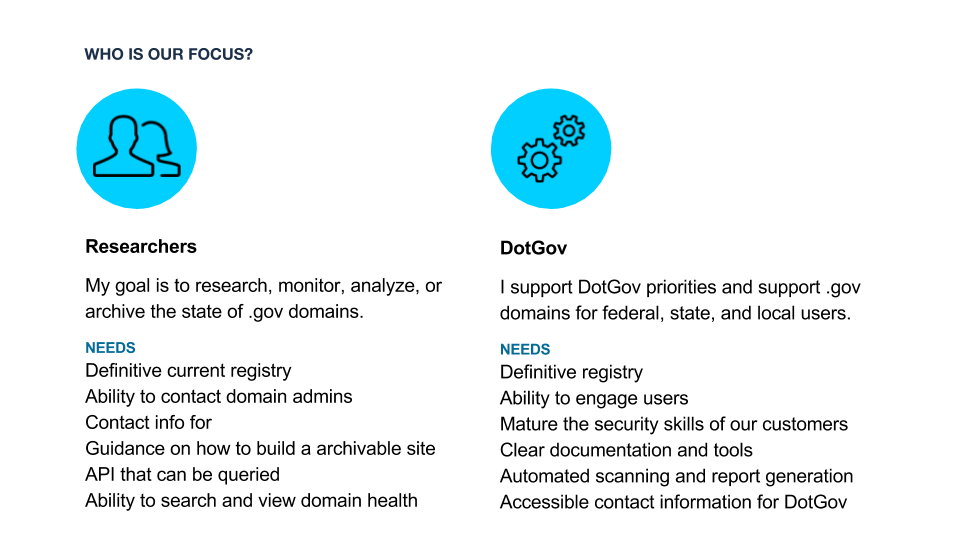 WHO IS OUR FOCUS?
Researchers
My goal is to research, monitor, analyze, or
archive the state of .gov domains.
NEEDS
Definitive current registry
Ability to contact domain admins
Contact info for
Guidance on how to build a archivable site
API that can be queried
Ability to search and view domain health
DotGov
I support DotGov priorities and support .gov
domains for federal, state, and local users.
NEEDS
Definitive registry
Ability to engage users
Mature the security skills of our customers
Clear documentation and tools
Automated scanning and report generation
Accessible contact information for DotGov